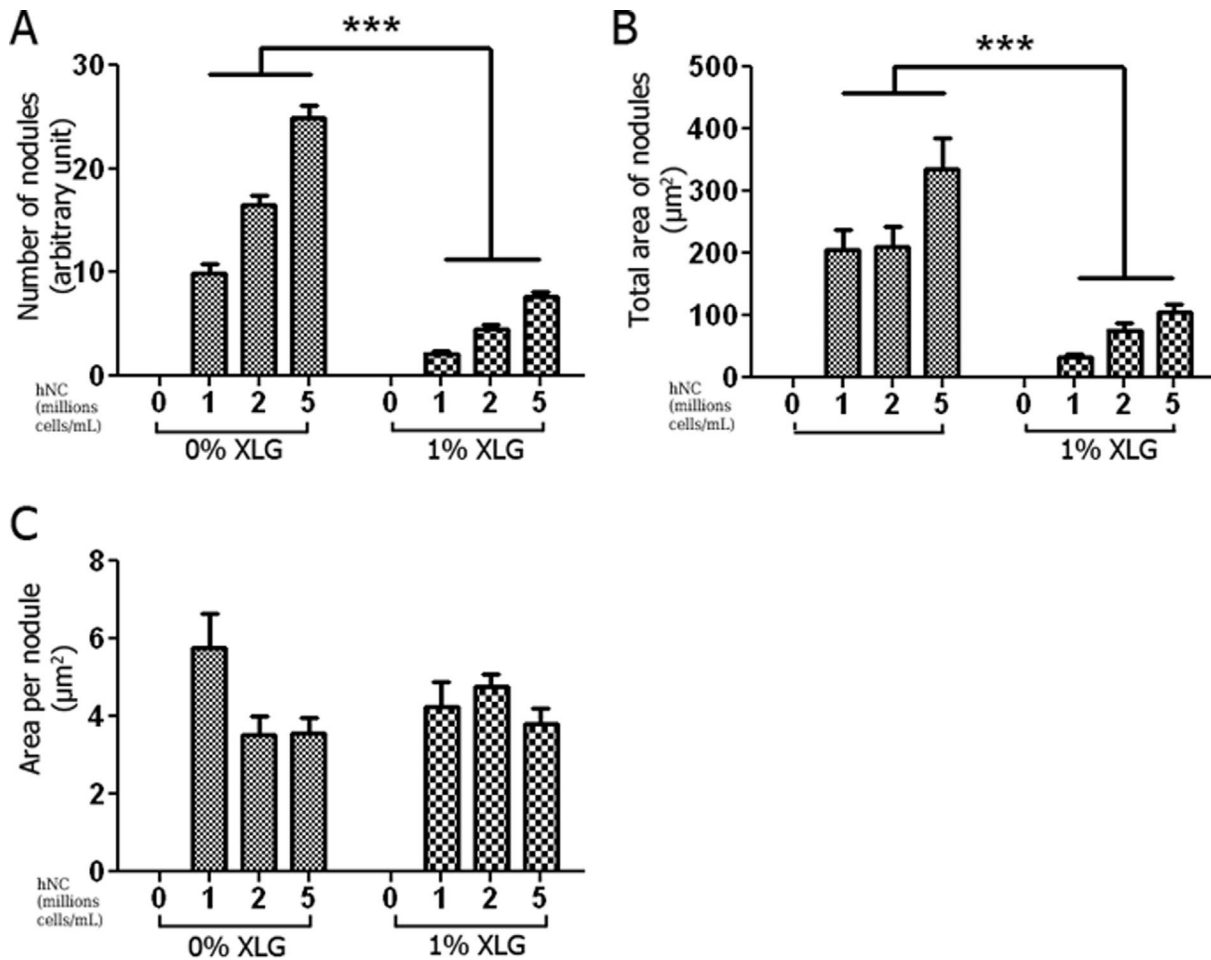 A
***
Number of nodules
(arbitrary unit)
30
20
10
0
hNC
(millions
cells/mL)
0 1 2 5 0 1 2 5
0% XLG 1% XLG
B
***
Total area of nodules
(µm²)
500
400
300
200
100
0
hNC
(millions
cells/mL)
0 1 2 5 0 1 2 5
1% XLG
C
Area per nodule
(µm²)
8
6
4
2
0
hNC
(millions
cells/mL)
0 1 2 5 0 1 2 5
0% XLG 1% XLG